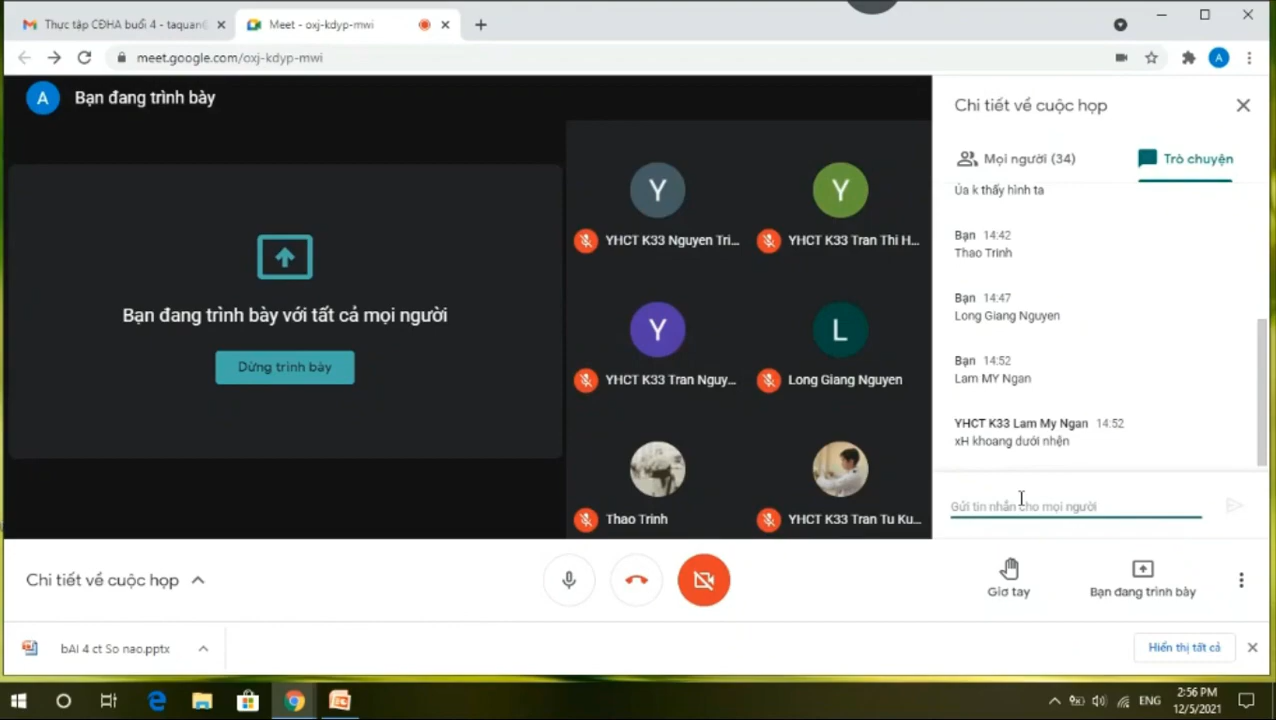 Thực tập CĐHA buổi 4 - taquan
Meet - oxj-kdyp-mwi
meet.google.com/oxj-kdyp-mwi
A
A
Bạn đang trình bày
Bạn đang trình bày với tất cả mọi người
Dừng trình bày
Y
YHCT K33 Nguyen Tri...
Y
YHCT K33 Tran Thi H...
Y
YHCT K33 Tran Nguy...
L
Long Giang Nguyen
Thao Trinh
YHCT K33 Tran Tu Ku...
Chi tiết về cuộc họp
Mọi người (34)
Trò chuyện
Úa k thấy hình ta
Bạn 14:42
Thao Trinh
Bạn 14:47
Long Giang Nguyen
Bạn 14:52
Lam MY Ngan
YHCT K33 Lam My Ngan 14:52
xH khoang dưới nhện
Gửi tin nhắn cho mọi người
Chi tiết về cuộc họp
Giơ tay
Bạn đang trình bày
bAI 4 ct So nao.pptx
Hiển thị tất cả
ENG
2:56 PM
12/5/2021